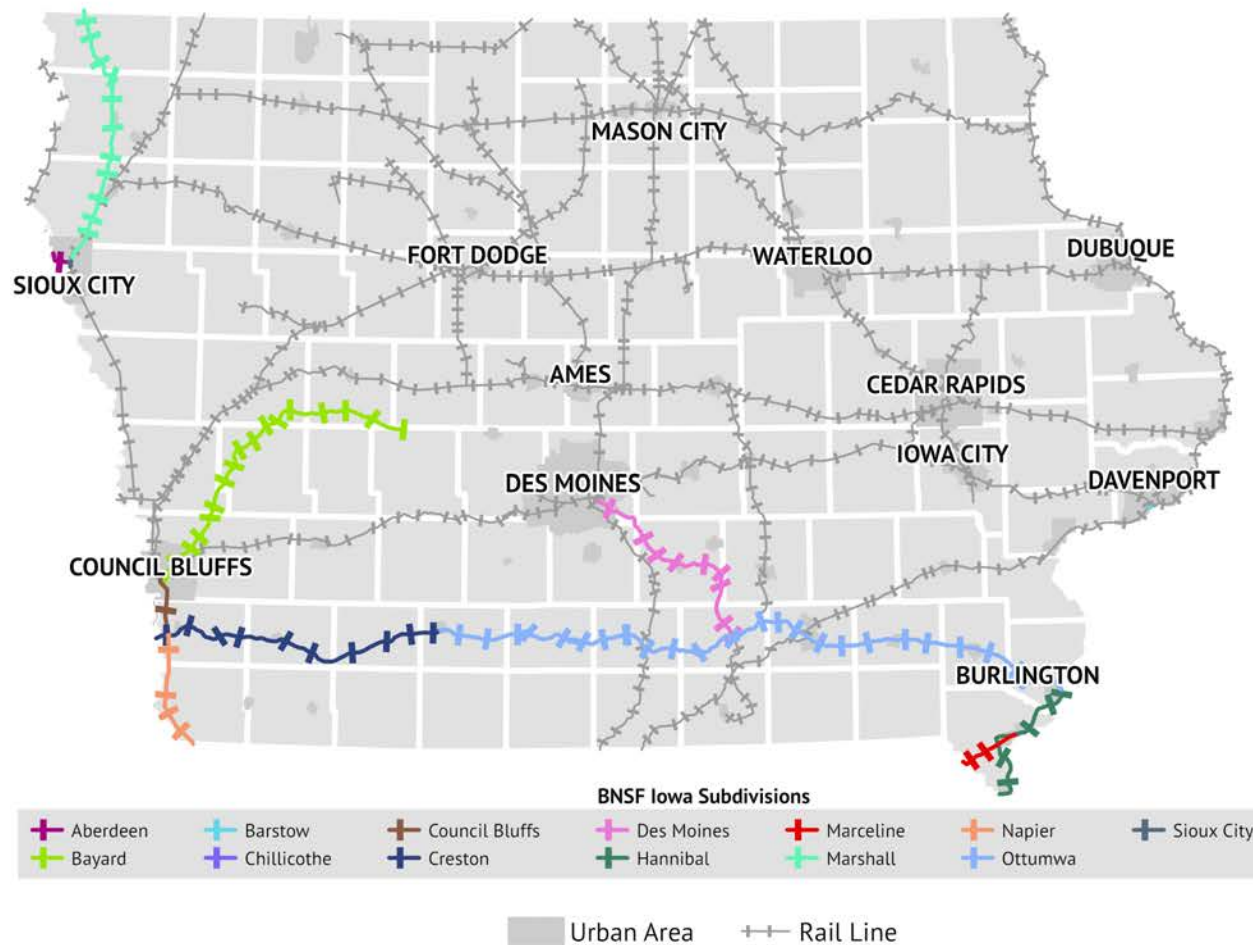 MASON CITY
FORT DODGE
WATERLOO
DUBUQUE
SIOUX CITY
AMES
CEDAR RAPIDS
IOWA CITY
DES MOINES
DAVENPORT
COUNCIL BLUFFS
BURLINGTON
BNSF Iowa Subdivisions
Aberdeen Barstow Council Bluffs Des Moines Marceline Napier Sioux City
Bayard Chillicothe Creston Hannibal Marshall Ottumwa
Urban Area Rail Line